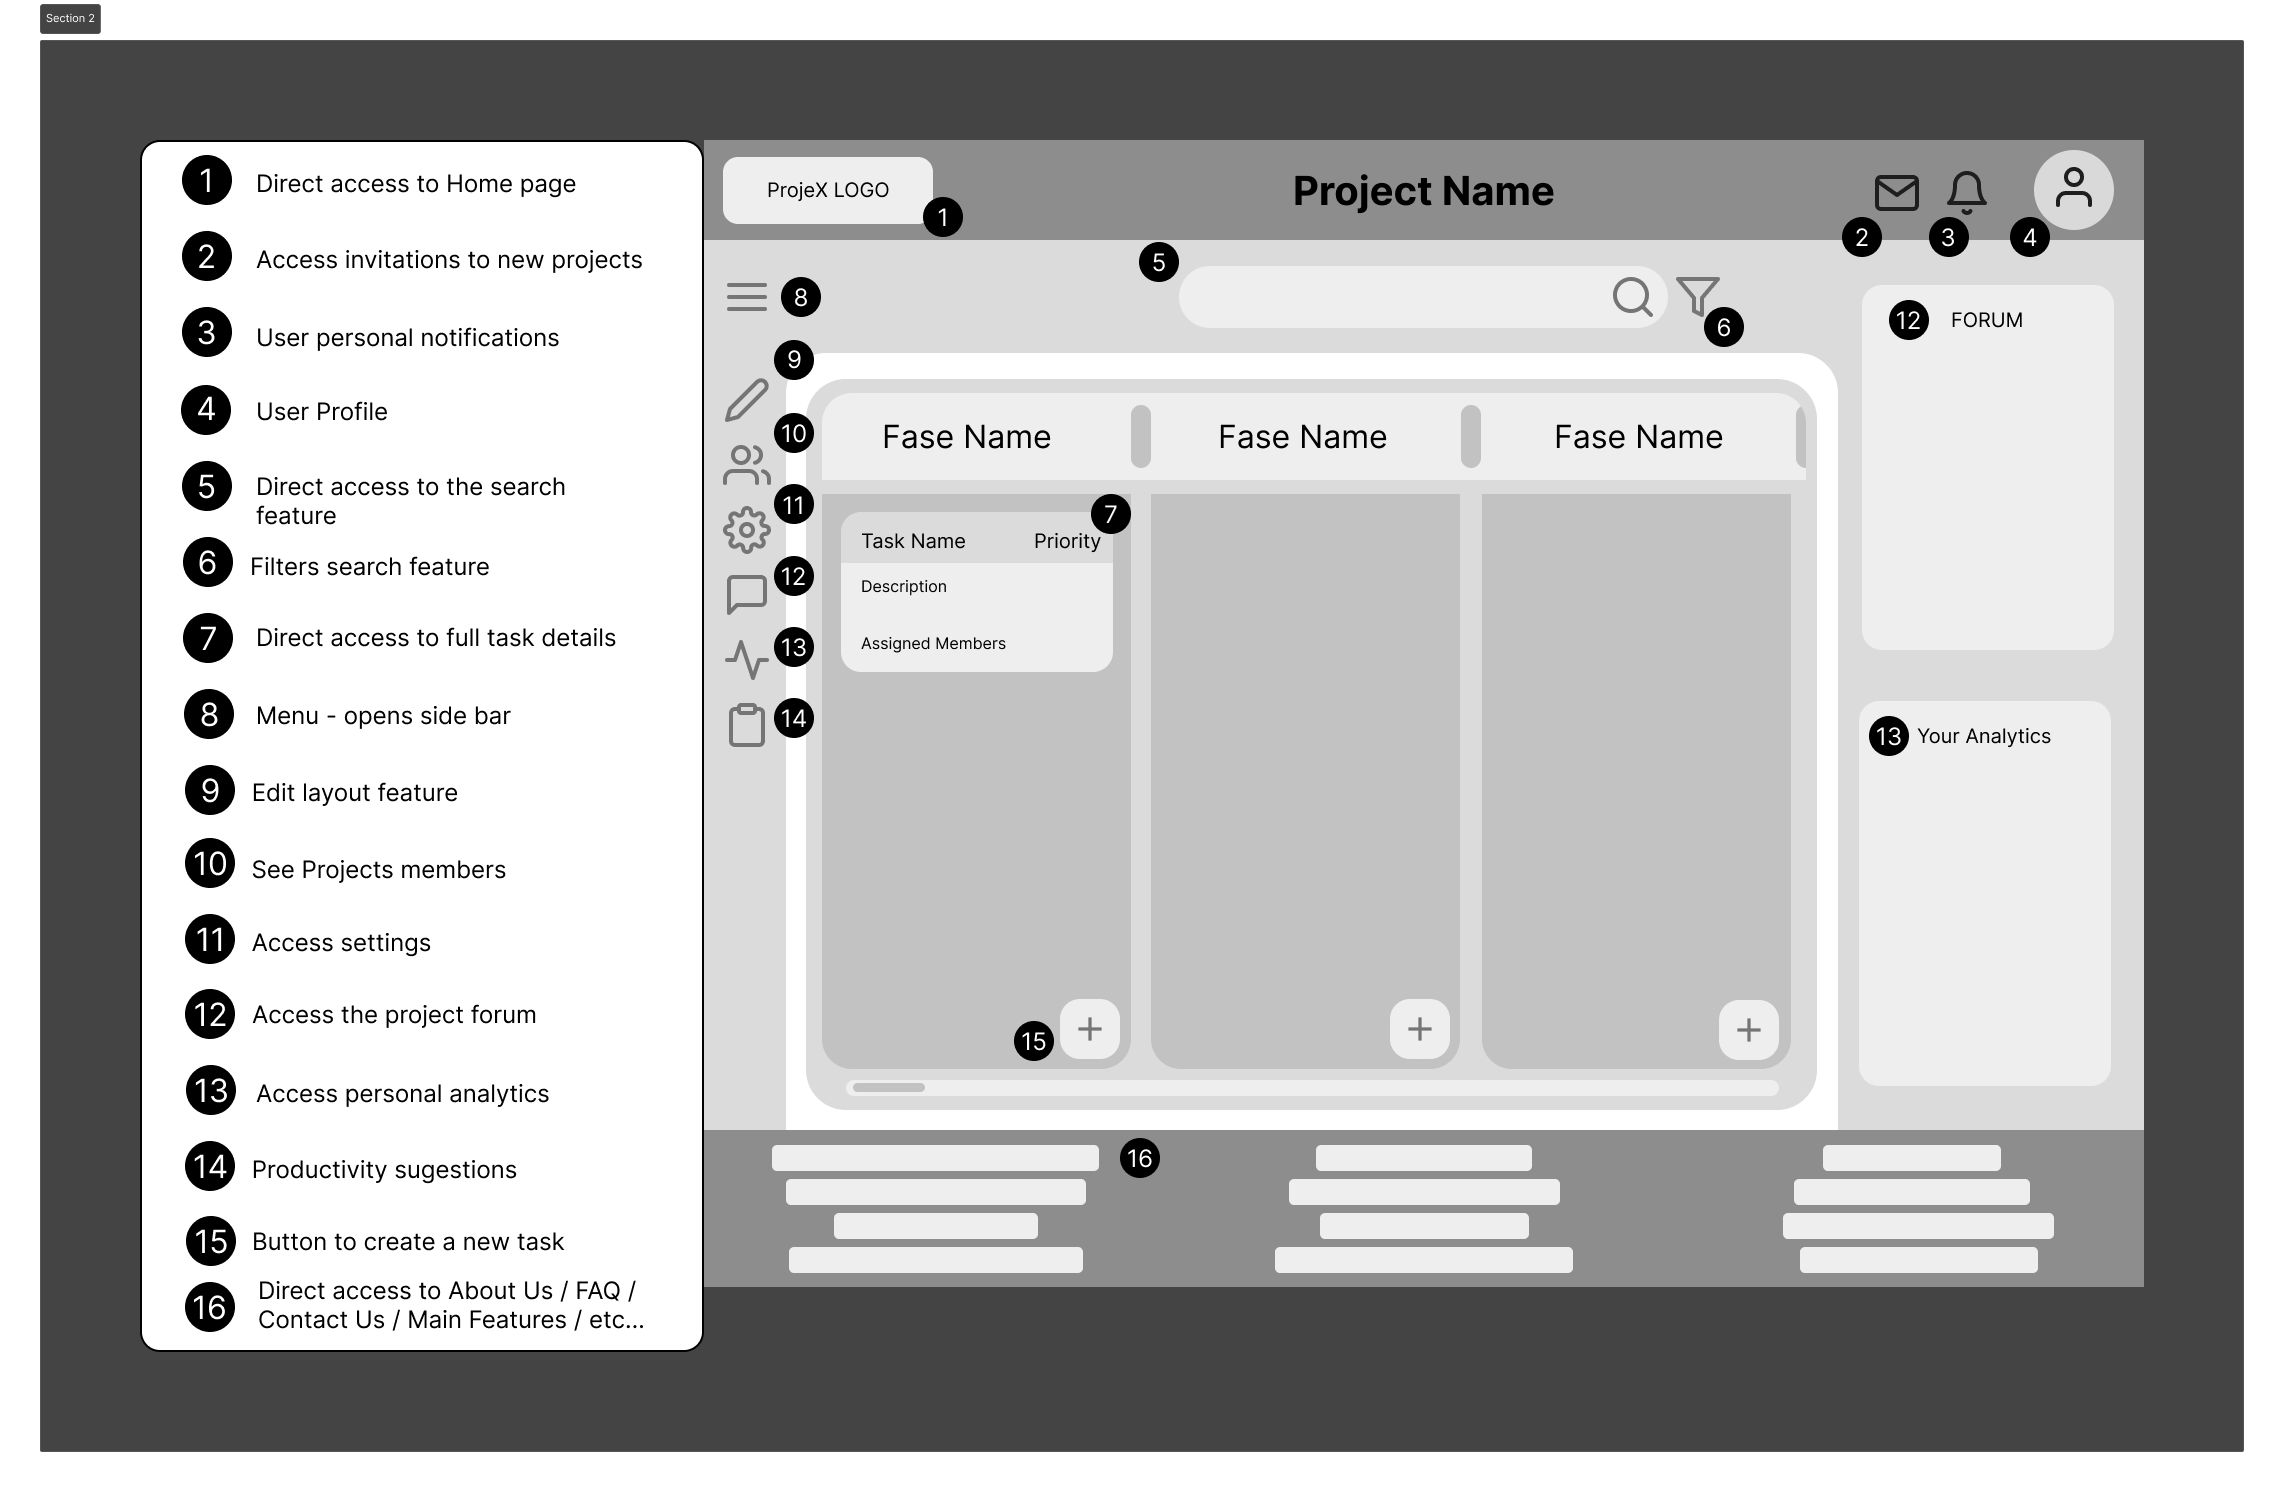 Section 2
1 Direct access to Home page
2 Access invitations to new projects
3 User personal notifications
4 User Profile
5 Direct access to the search
feature
6 Filters search feature
7 Direct access to full task details
8 Menu - opens side bar
9 Edit layout feature
10 See Projects members
11 Access settings
12 Access the project forum
13 Access personal analytics
14 Productivity sugestions
15 Button to create a new task
16 Direct access to About Us / FAQ /
Contact Us / Main Features / etc...
ProjeX LOGO
1
Project Name
2
3
4
5
6
8
9
10
11
12
13
14
Fase Name
Fase Name
Fase Name
7
Task Name Priority
Description
Assigned Members
15
12 FORUM
13 Your Analytics
16